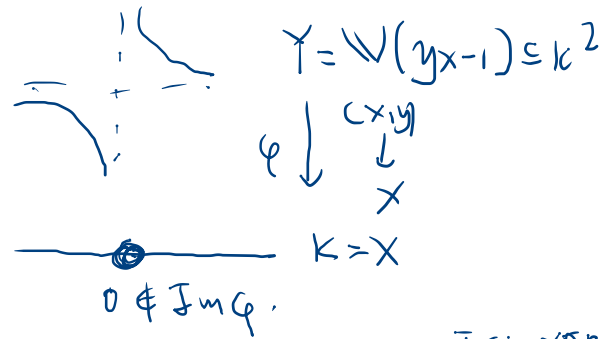 Y = V(yx-1) ⊆ k²
(x,y)
φ
x
K = X
0 ∉ Im φ.